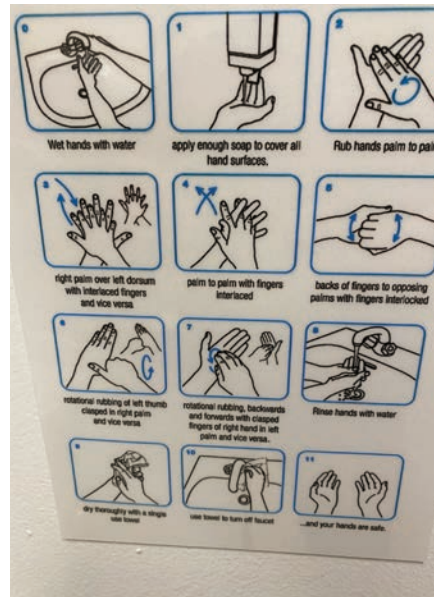 0
Wet hands with water
1
apply enough soap to cover all
hand surfaces.
2
Rub hands palm to palm
3
right palm over left dorsum
with interlaced fingers
and vice versa
4
palm to palm with fingers
interlaced
5
backs of fingers to opposing
palms with fingers interlocked
6
rotational rubbing of left thumb
clasped in right palm
and vice versa
7
rotational rubbing, backwards
and forwards with clasped
fingers of right hand in left
palm and vice versa.
8
Rinse hands with water
9
dry thoroughly with a single
use towel
10
use towel to turn off faucet
11
...and your hands are safe.